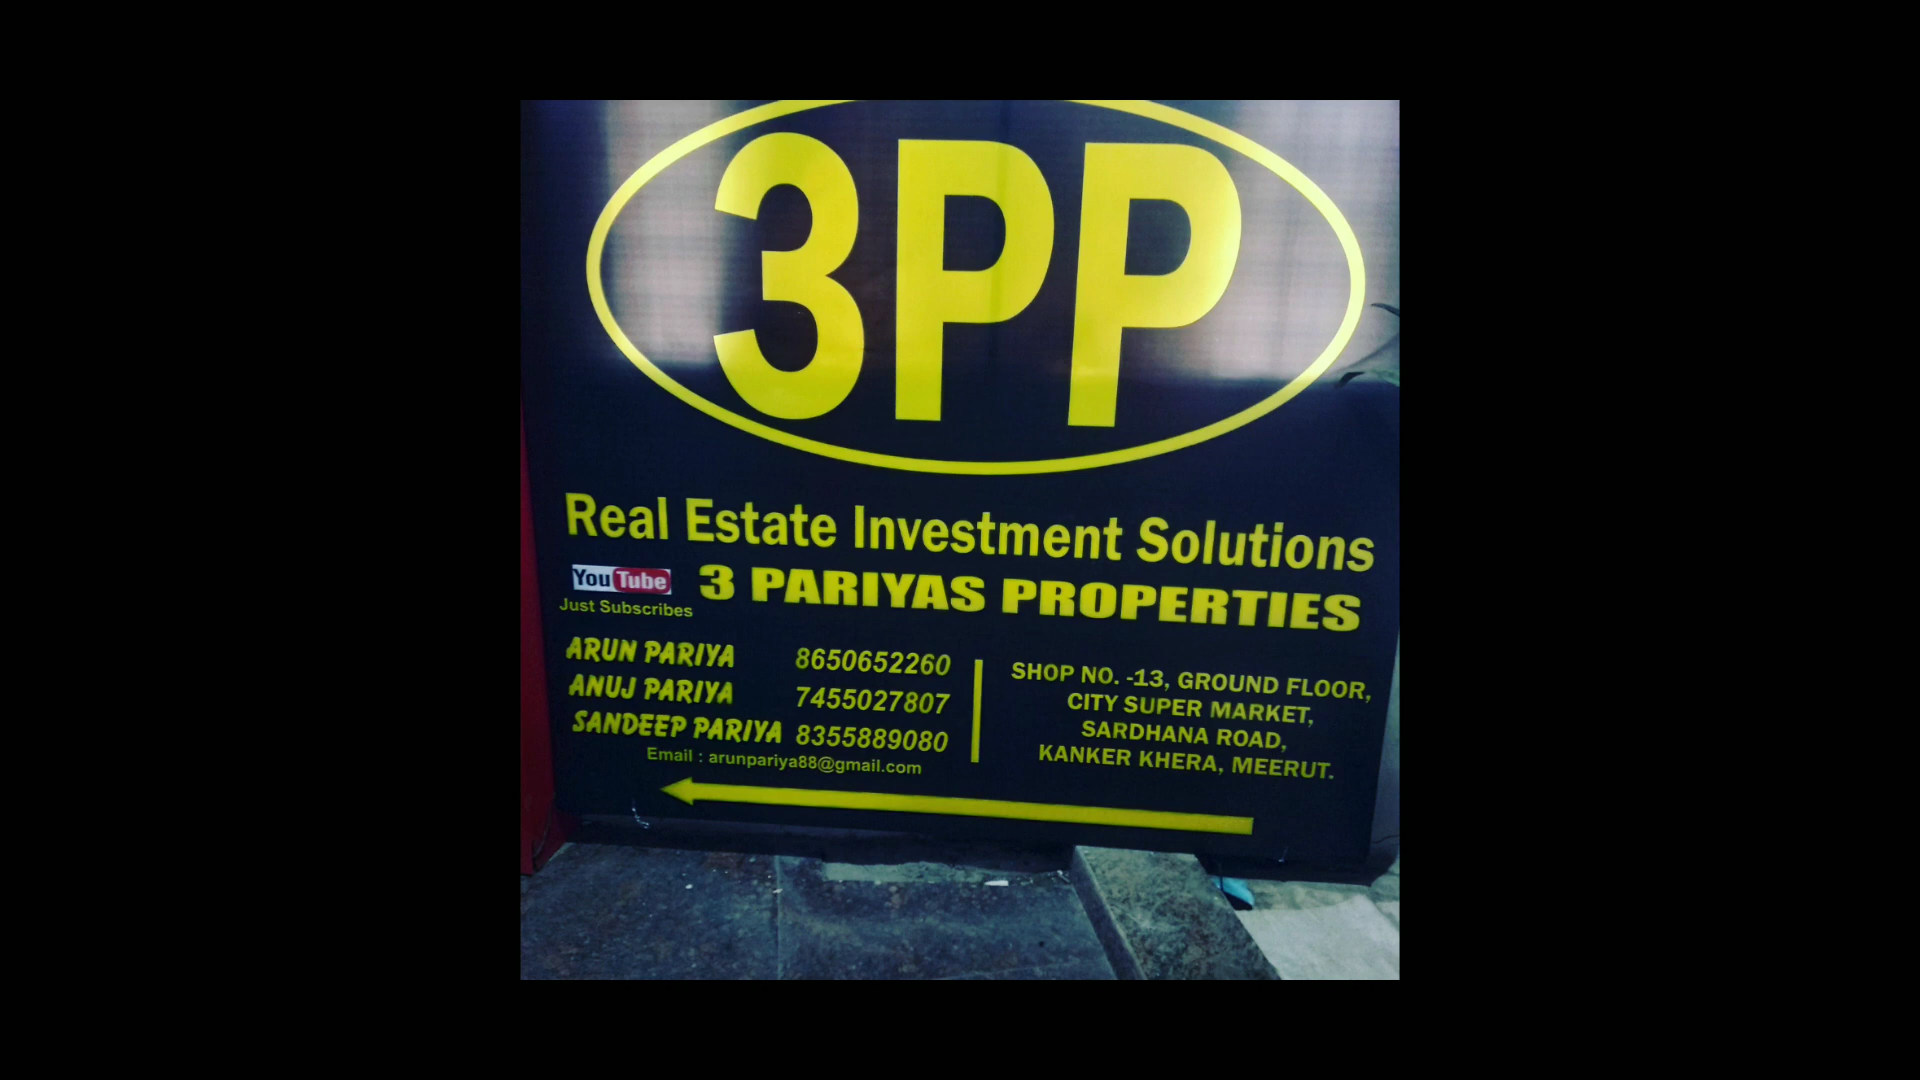 3PP
Real Estate Investment Solutions
YouTube 3 PARIYAS PROPERTIES
Just Subscribes
ARUN PARIYA 8650652260
ANUJ PARIYA 7455027807
SANDEEP PARIYA 8355889080
Email : arunpariya88@gmail.com
SHOP NO. -13, GROUND FLOOR,
CITY SUPER MARKET,
SARDHANA ROAD,
KANKER KHERA, MEERUT.